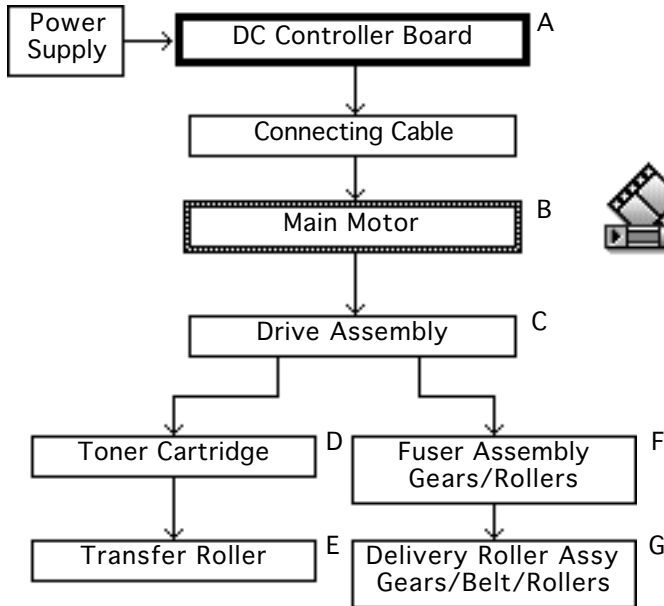 Power
Supply
DC Controller Board
A
Connecting Cable
Main Motor
B
Drive Assembly
C
Toner Cartridge
D
Fuser Assembly
Gears/Rollers
F
Transfer Roller
E
Delivery Roller Assy
Gears/Belt/Rollers
G